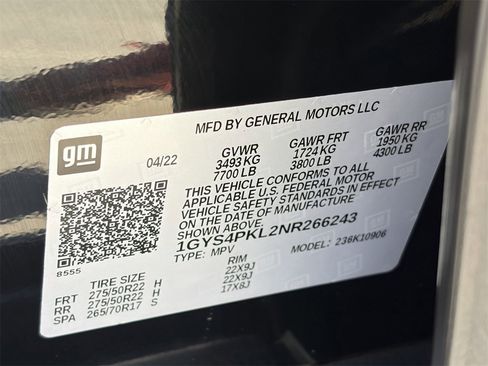 MFD BY GENERAL MOTORS LLC
gm
04/22
GVWR GAWR FRT GAWR RR
3493 KG 1724 KG 1950 KG
7700 LB 3800 LB 4300 LB
THIS VEHICLE CONFORMS TO ALL
APPLICABLE U.S. FEDERAL MOTOR
VEHICLE SAFETY STANDARDS IN EFFECT
ON THE DATE OF MANUFACTURE
SHOWN ABOVE.
1GYS4PKL2NR266243
8555
TYPE: MPV MODEL: 236K10906
TIRE SIZE RIM
FRT 275/50R22 H 22X9J
RR 275/50R22 H 22X9J
SPA 265/70R17 S 17X8J